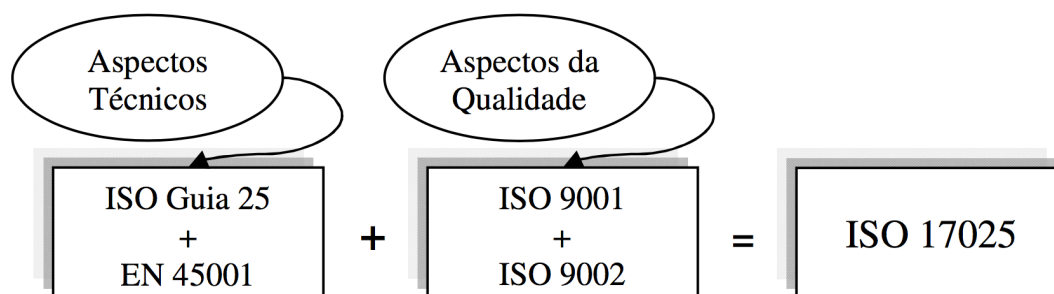 Aspectos
Técnicos
Aspectos da
Qualidade
ISO Guia 25
+
EN 45001
+
ISO 9001
+
ISO 9002
=
ISO 17025